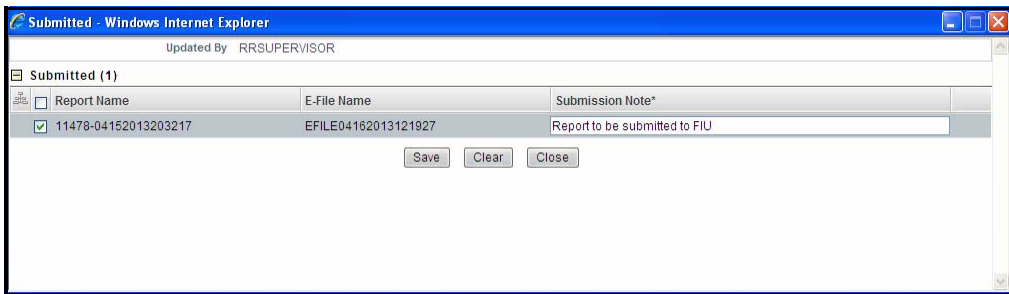 Submitted - Windows Internet Explorer
Updated By RRSUPERVISOR
Submitted (1)
Report Name E-File Name Submission Note*
11478-04152013203217 EFILE04162013121927 Report to be submitted to FIU
Save Clear Close